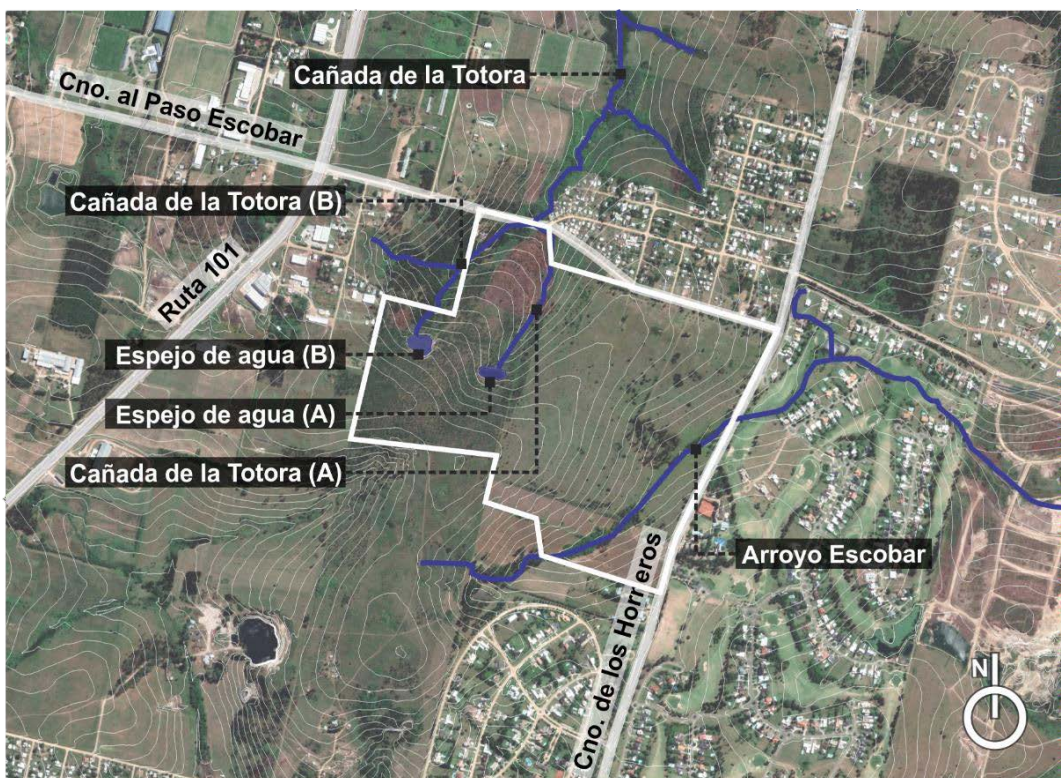 Cañada de la Totora
Cno. al Paso Escobar
Cañada de la Totora (B)
Ruta 101
Espejo de agua (B)
Espejo de agua (A)
Cañada de la Totora (A)
Arroyo Escobar
Cno. de los Horneros
N